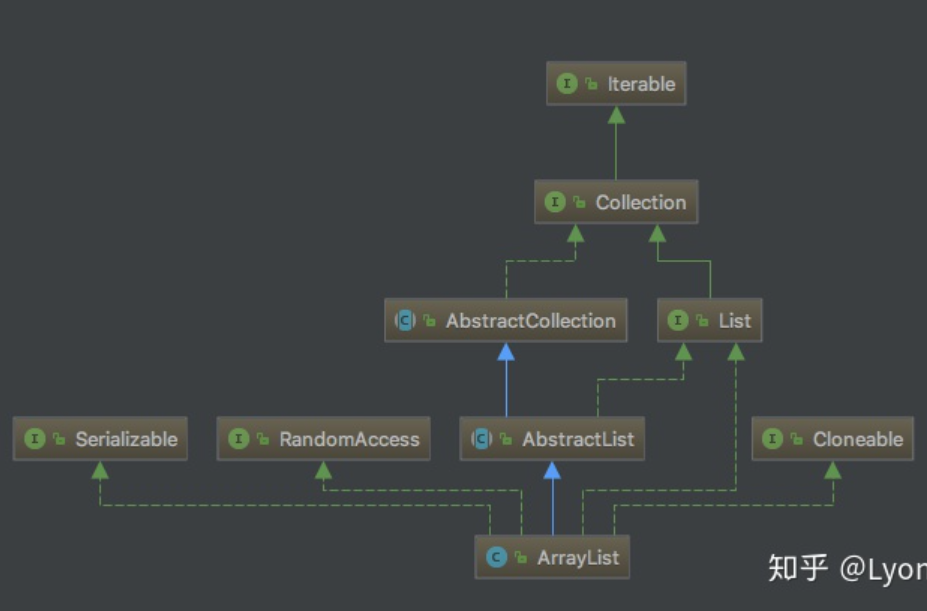 Iterable
Collection
AbstractCollection
List
Serializable
RandomAccess
AbstractList
Cloneable
ArrayList
知乎 @Lyon